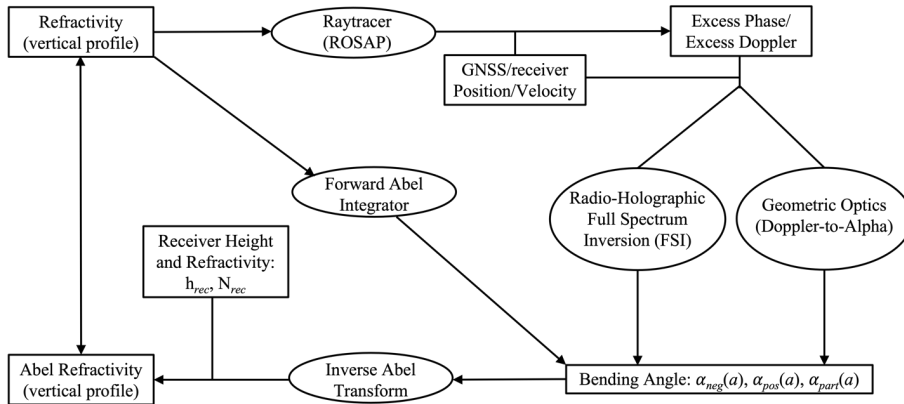 Refractivity
(vertical profile)
Raytracer
(ROSAP)
Excess Phase/
Excess Doppler
GNSS/receiver
Position/Velocity
Forward Abel
Integrator
Radio-Holographic
Full Spectrum
Inversion (FSI)
Geometric Optics
(Doppler-to-Alpha)
Receiver Height
and Refractivity:
h_rec, N_rec
Abel Refractivity
(vertical profile)
Inverse Abel
Transform
Bending Angle: α_neg(a), α_pos(a), α_part(a)